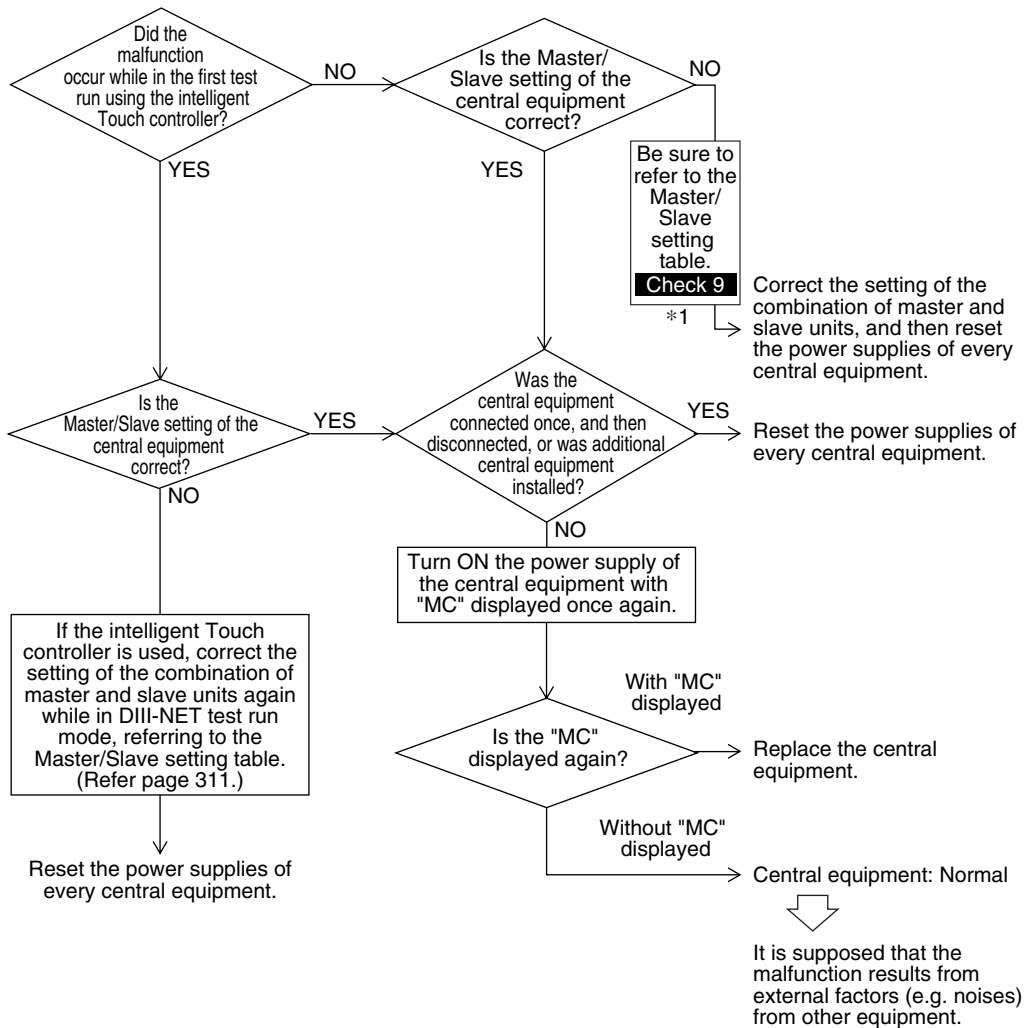 Did the
malfunction
occur while in the first test
run using the intelligent
Touch controller?
NO
YES
Is the Master/
Slave setting of the
central equipment
correct?
NO
YES
Be sure to
refer to the
Master/
Slave
setting
table.
Check 9
*1
Correct the setting of the
combination of master and
slave units, and then reset
the power supplies of every
central equipment.
Is the
Master/Slave setting of the
central equipment
correct?
YES
NO
Was the
central equipment
connected once, and then
disconnected, or was additional
central equipment
installed?
YES
Reset the power supplies of
every central equipment.
NO
Turn ON the power supply of
the central equipment with
"MC" displayed once again.
If the intelligent Touch
controller is used, correct the
setting of the combination of
master and slave units again
while in DIII-NET test run
mode, referring to the
Master/Slave setting table.
(Refer page 311.)
Reset the power supplies of
every central equipment.
Is the "MC"
displayed again?
With "MC"
displayed
Replace the central
equipment.
Without "MC"
displayed
Central equipment: Normal
It is supposed that the
malfunction results from
external factors (e.g. noises)
from other equipment.